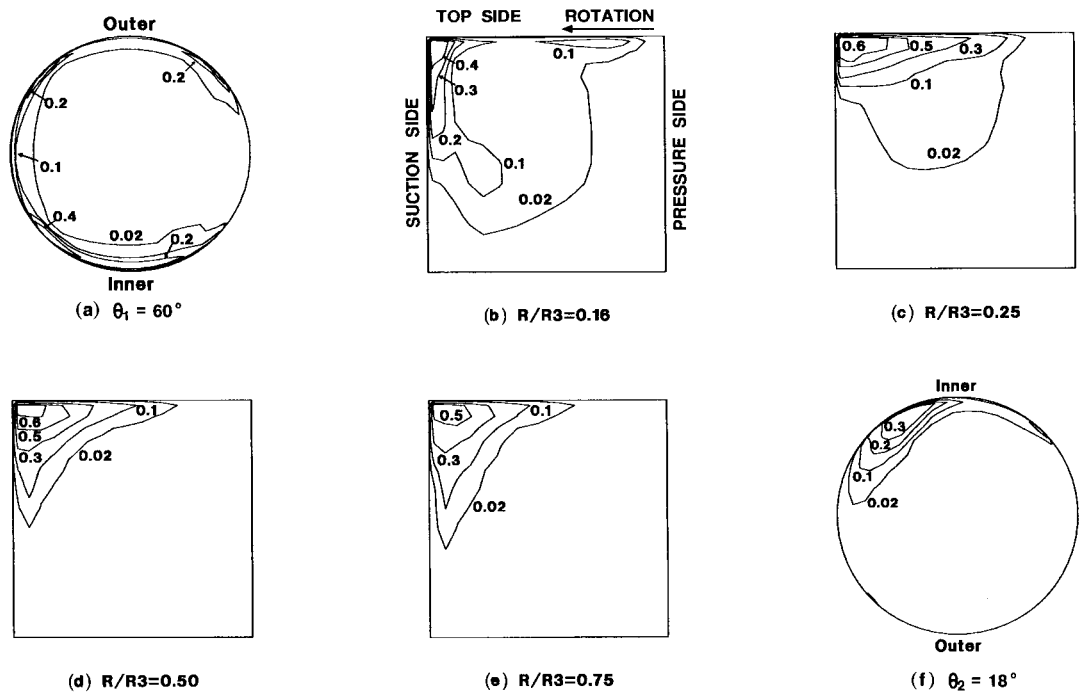 Outer
0.2
0.2
0.1
0.4
0.02
0.2
Inner
(a) θ₁ = 60°
TOP SIDE
ROTATION
SUCTION SIDE
PRESSURE SIDE
0.1
0.4
0.3
0.2
0.1
0.02
(b) R/R3=0.16
0.6
0.5
0.3
0.1
0.02
(c) R/R3=0.25
0.6
0.5
0.3
0.1
0.02
(d) R/R3=0.50
0.5
0.1
0.3
0.02
(e) R/R3=0.75
Inner
0.3
0.2
0.1
0.02
Outer
(f) θ₂ = 18°